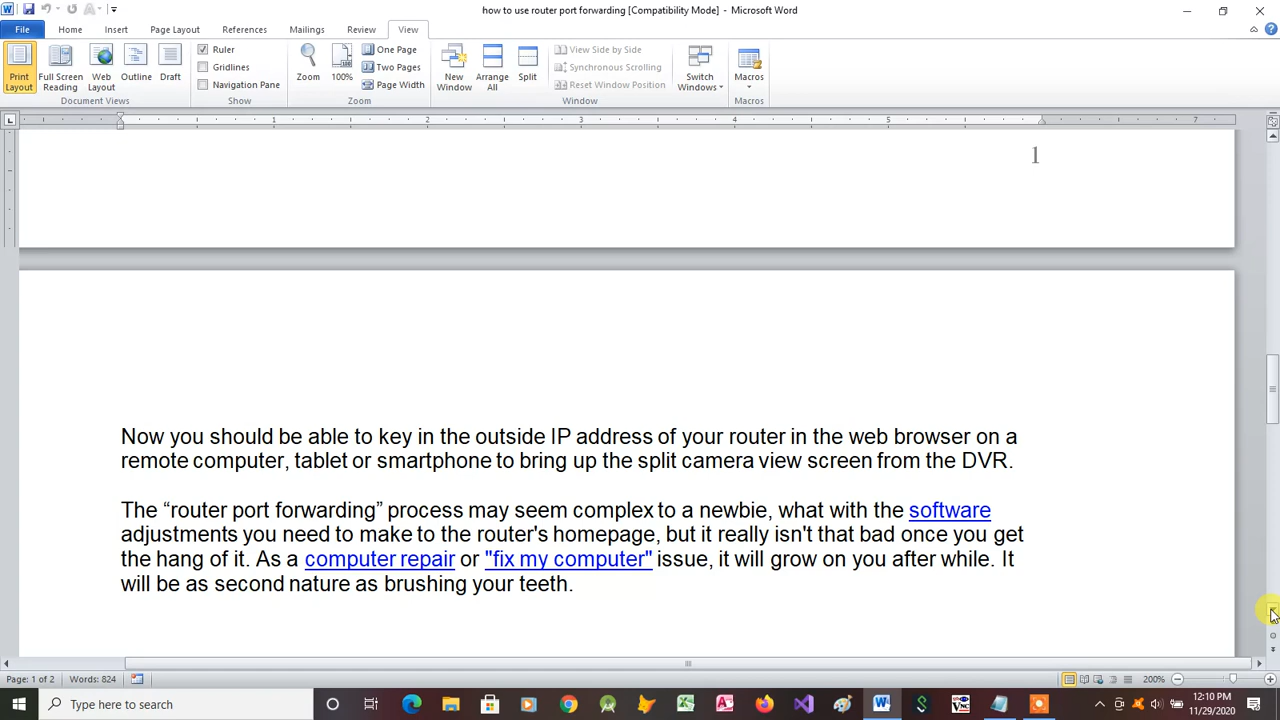 how to use router port forwarding [Compatibility Mode] - Microsoft Word
File Home Insert Page Layout References Mailings Review View
Print Layout Full Screen Reading Web Layout Outline Draft
Document Views
Ruler
Gridlines
Navigation Pane
Show
Zoom 100%
One Page
Two Pages
Page Width
Zoom
New Window Arrange All Split
View Side by Side
Synchronous Scrolling
Reset Window Position
Window
Switch Windows
Macros
Macros
1 2 3 4 5 7
1
Now you should be able to key in the outside IP address of your router in the web browser on a
remote computer, tablet or smartphone to bring up the split camera view screen from the DVR.
The “router port forwarding” process may seem complex to a newbie, what with the software
adjustments you need to make to the router's homepage, but it really isn't that bad once you get
the hang of it. As a computer repair or "fix my computer" issue, it will grow on you after while. It
will be as second nature as brushing your teeth.
Page: 1 of 2 Words: 824 200%
Type here to search
12:10 PM
11/29/2020